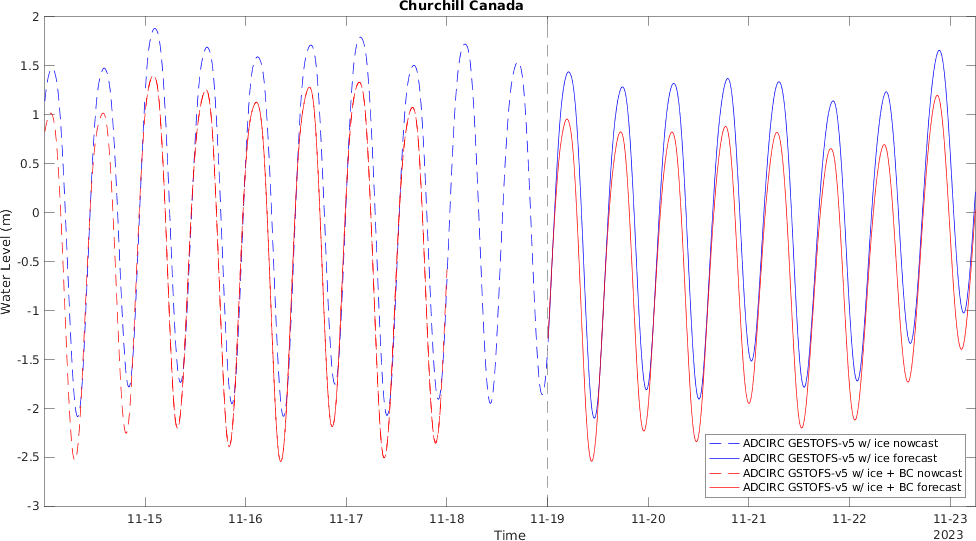 Churchill Canada
2
1.5
1
0.5
0
-0.5
-1
-1.5
-2
-2.5
-3
Water Level (m)
ADCIRC GESTOFS-v5 w/ ice nowcast
ADCIRC GESTOFS-v5 w/ ice forecast
ADCIRC GSTOFS-v5 w/ ice + BC nowcast
ADCIRC GSTOFS-v5 w/ ice + BC forecast
11-15 11-16 11-17 11-18 11-19 11-20 11-21 11-22 11-23
2023
Time